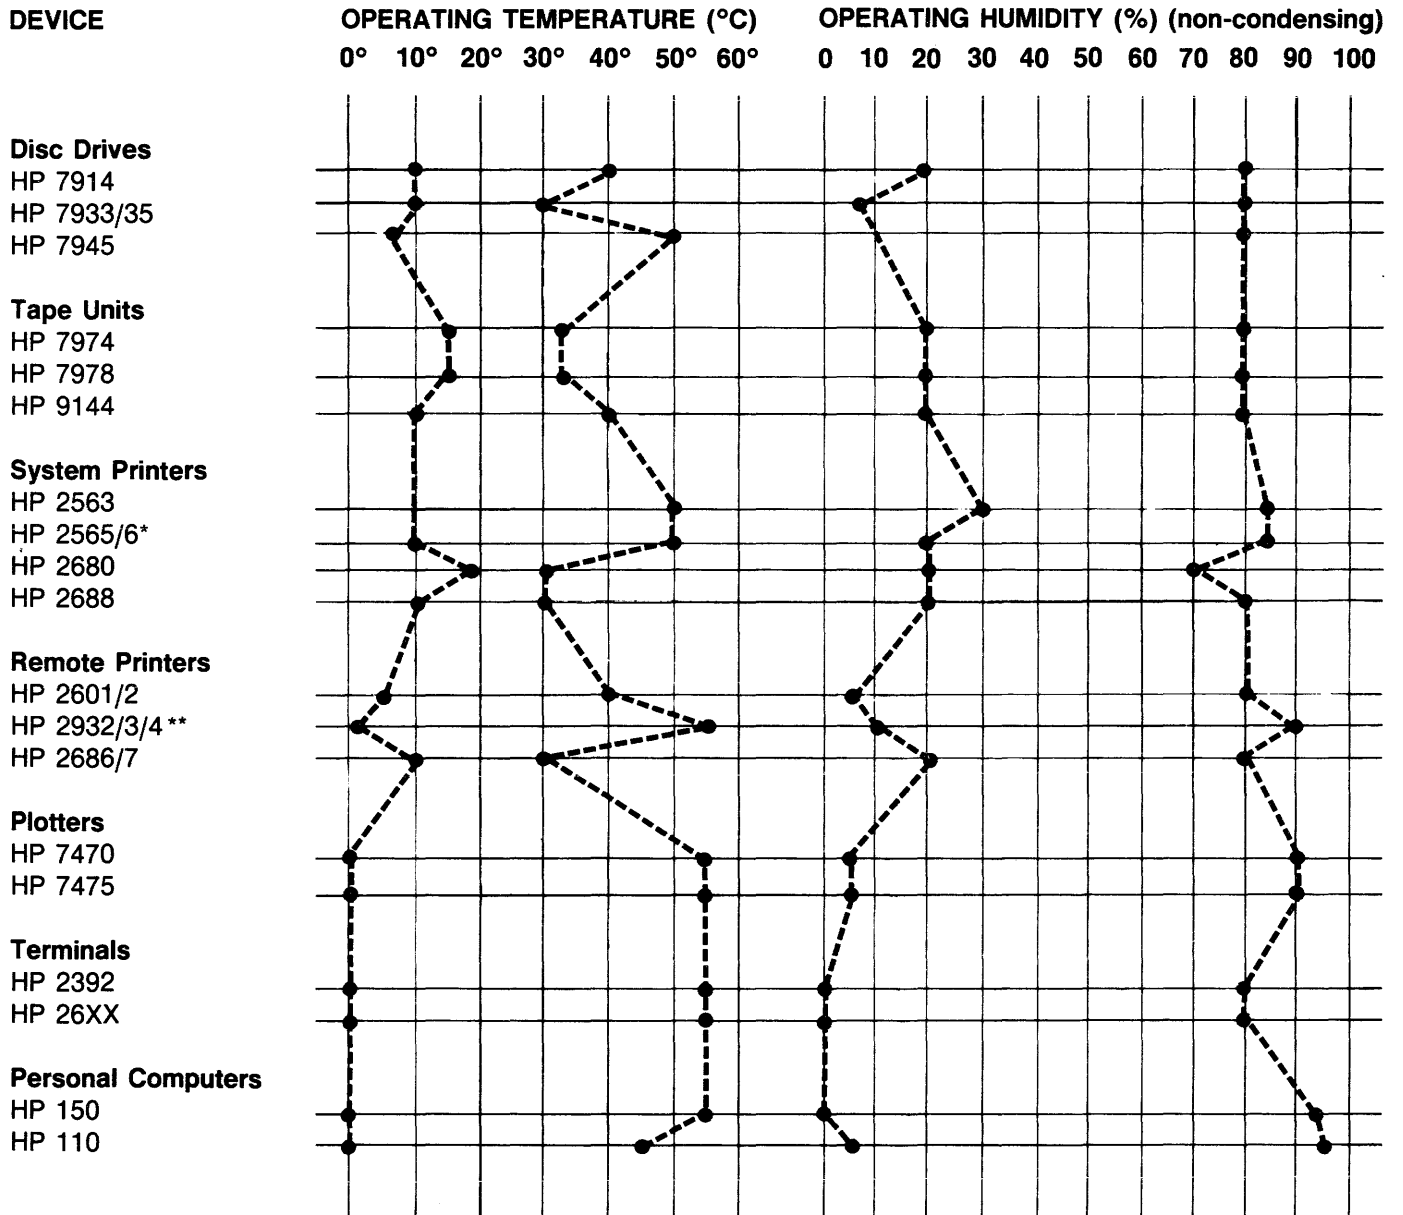 DEVICE OPERATING TEMPERATURE (°C) OPERATING HUMIDITY (%) (non-condensing)
0° 10° 20° 30° 40° 50° 60° 0 10 20 30 40 50 60 70 80 90 100
Disc Drives
HP 7914
HP 7933/35
HP 7945
Tape Units
HP 7974
HP 7978
HP 9144
System Printers
HP 2563
HP 2565/6*
HP 2680
HP 2688
Remote Printers
HP 2601/2
HP 2932/3/4**
HP 2686/7
Plotters
HP 7470
HP 7475
Terminals
HP 2392
HP 26XX
Personal Computers
HP 150
HP 110